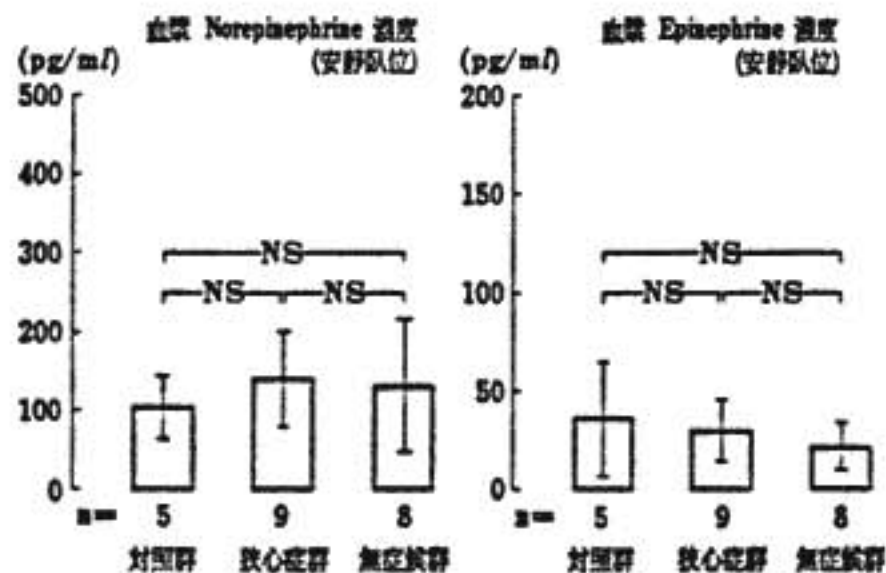 血漿 Norepinephrine 濃度
(pg/ml)
(安静臥位)
500
400
300
200
100
0
NS
NS
NS
n=
5
9
8
対照群
狭心症群
無症候群
血漿 Epinephrine 濃度
(pg/ml)
(安静臥位)
200
150
100
50
0
NS
NS
NS
5
9
8
対照群
狭心症群
無症候群